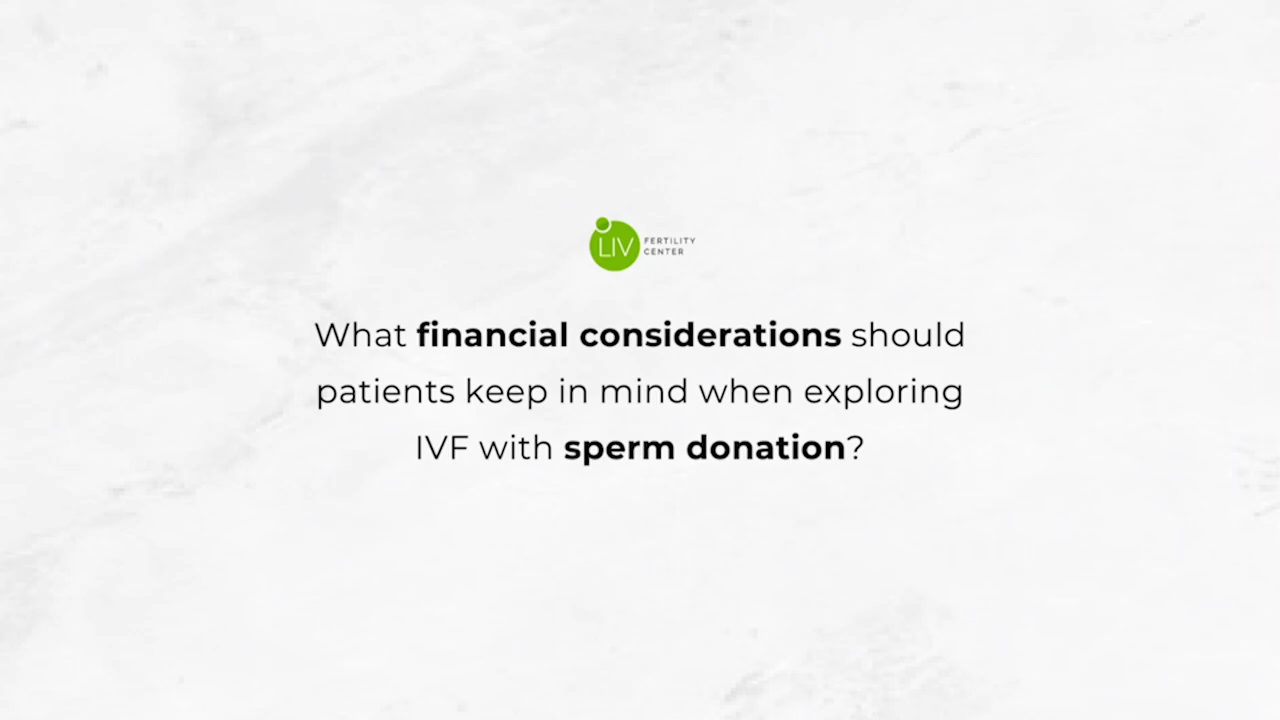 LIV FERTILITY
CENTER
What financial considerations should
patients keep in mind when exploring
IVF with sperm donation?